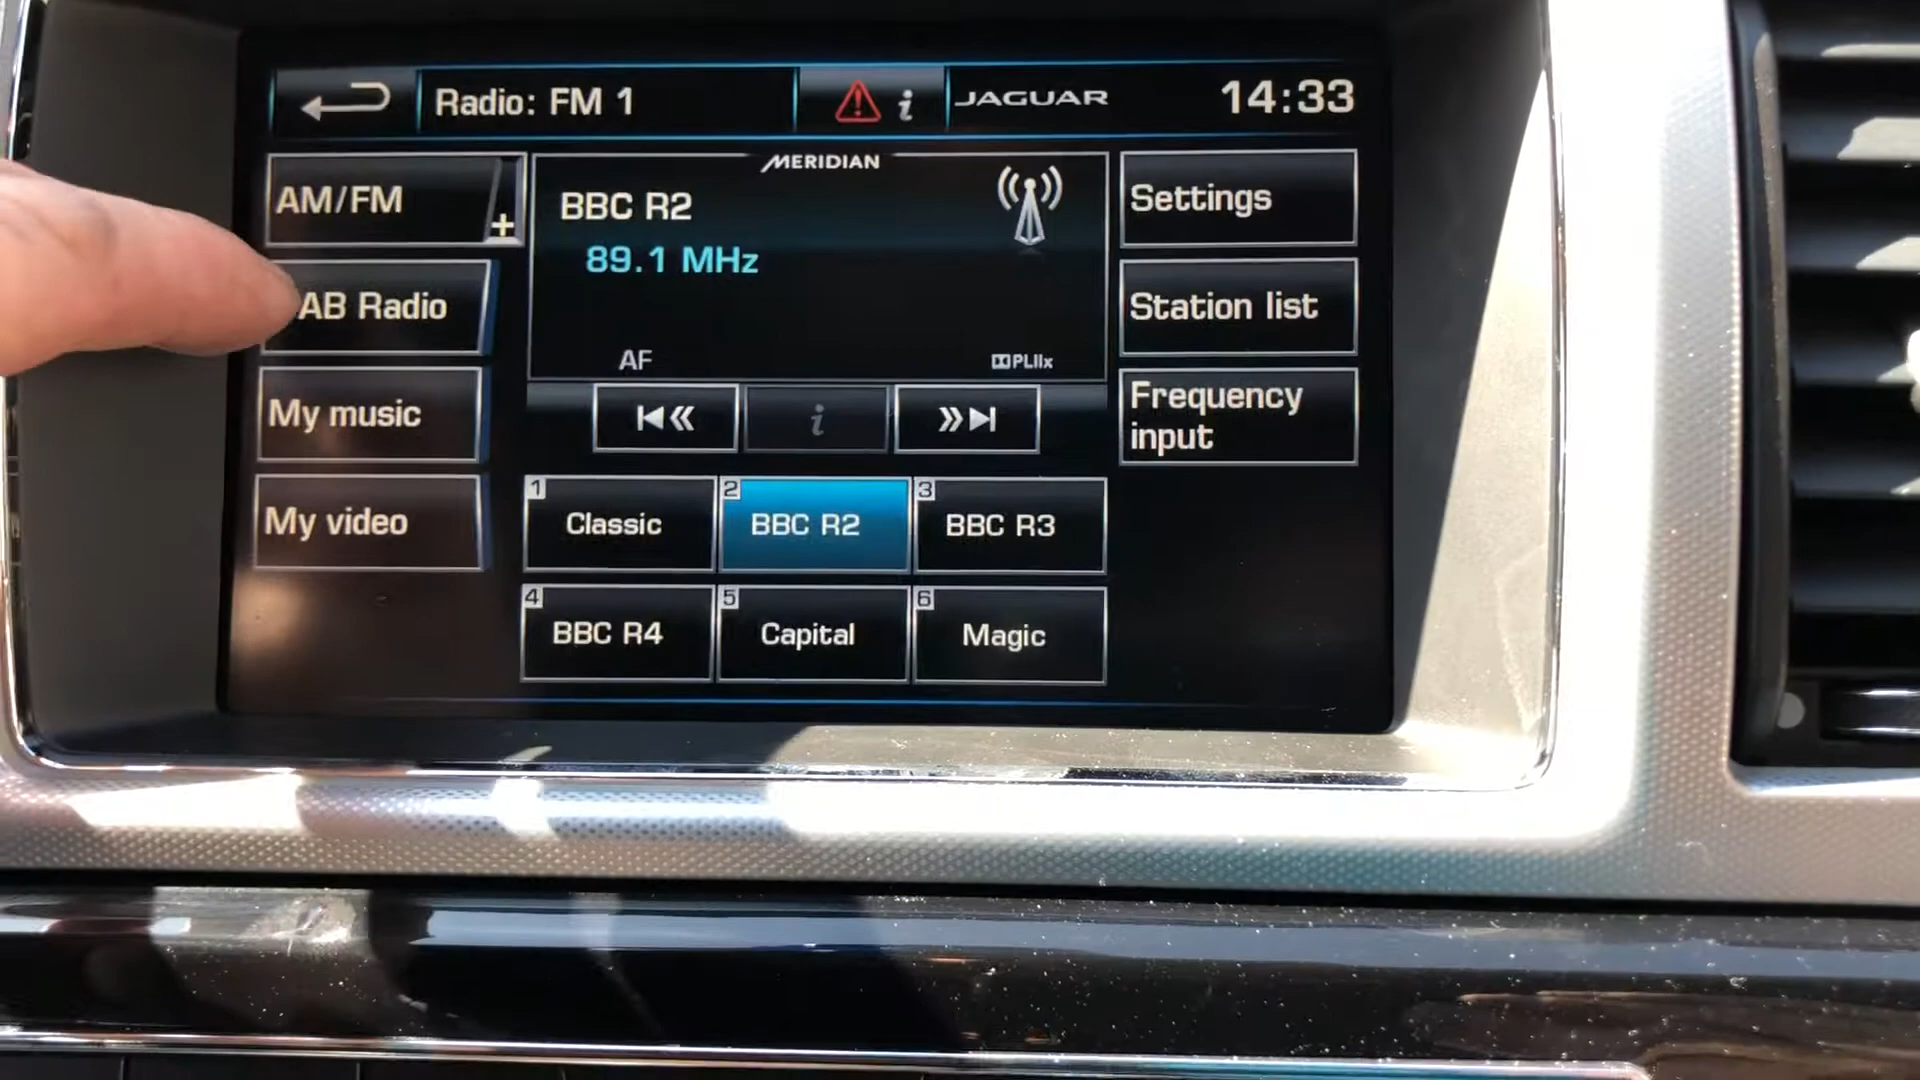 Radio: FM 1
i
JAGUAR
14:33
AM/FM
+
MERIDIAN
BBC R2
89.1 MHz
AF
PLIIx
Settings
AB Radio
Station list
My music
i
Frequency
input
My video
1
Classic
2
BBC R2
3
BBC R3
4
BBC R4
5
Capital
6
Magic